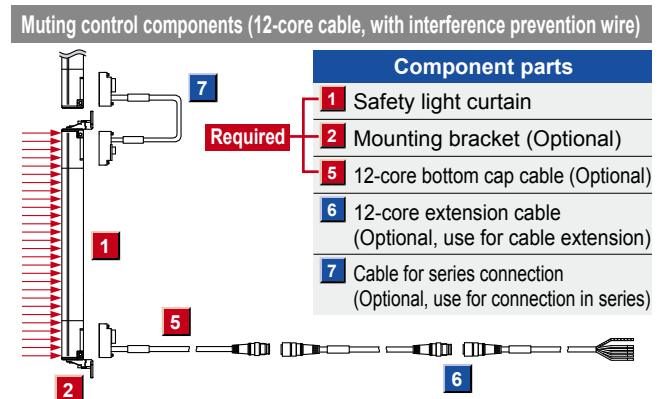 Muting control components (12-core cable, with interference prevention wire)
7
Component parts
Required
1 Safety light curtain
2 Mounting bracket (Optional)
5 12-core bottom cap cable (Optional)
6 12-core extension cable
(Optional, use for cable extension)
7 Cable for series connection
(Optional, use for connection in series)
1
5
2
6